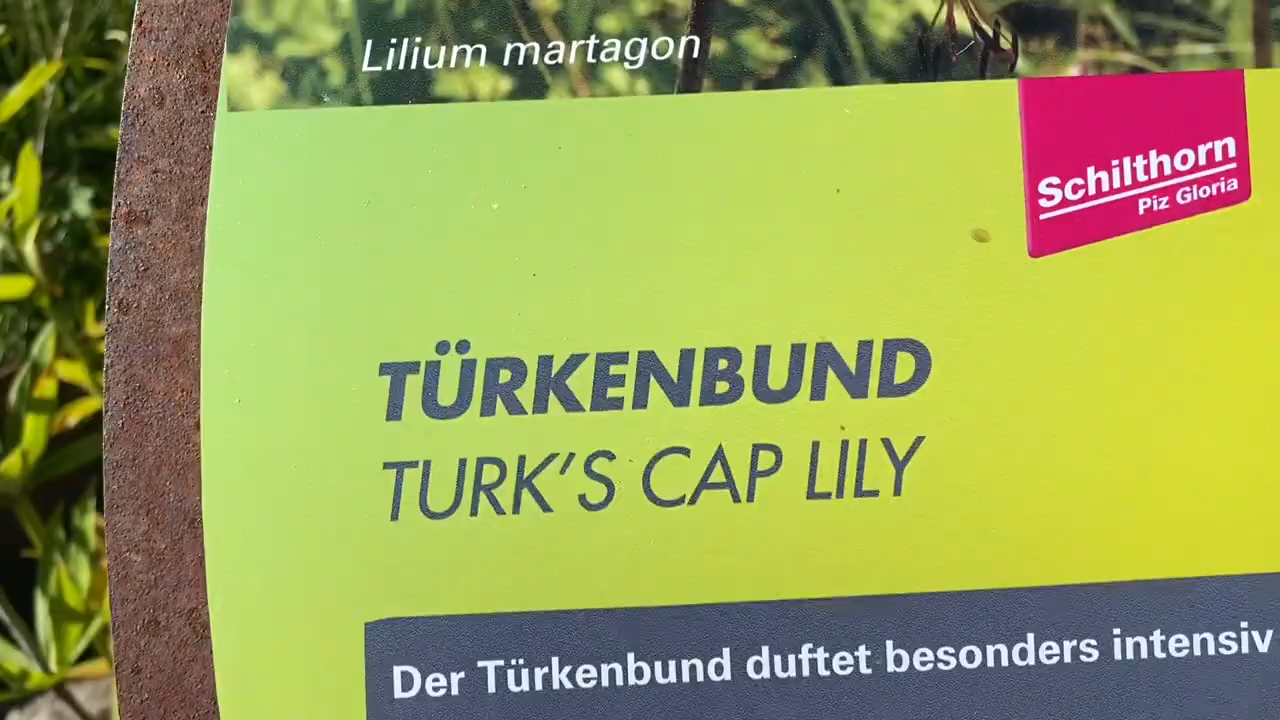 Lilium martagon
Schilthorn
Piz Gloria
TÜRKENBUND
TURK'S CAP LILY
Der Türkenbund duftet besonders intensiv